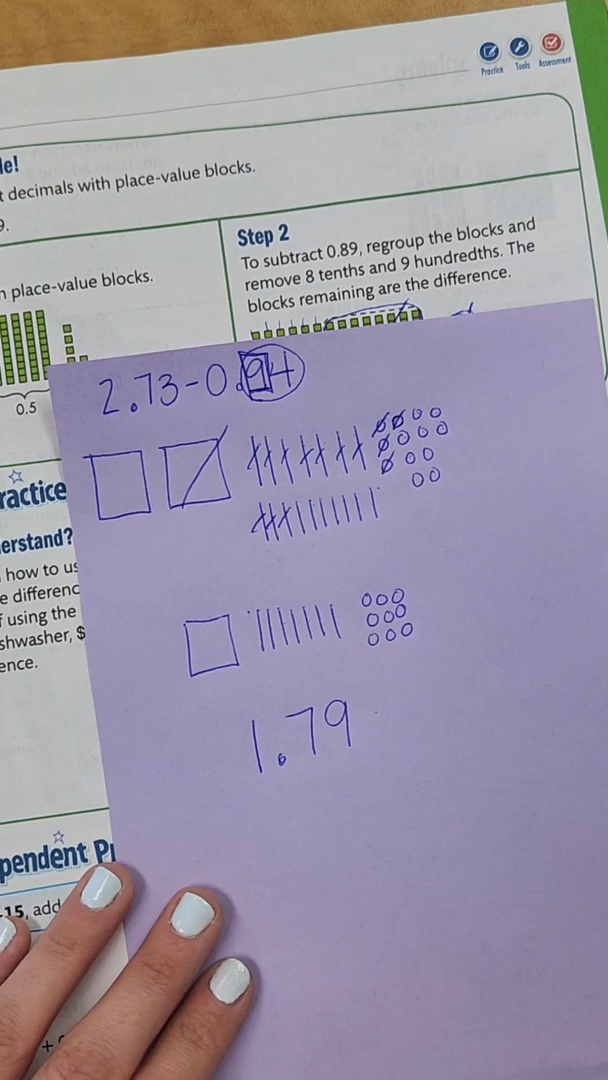 Practice Tools Assessment
le!
t decimals with place-value blocks.
9.
n place-value blocks.
0.5
Step 2
To subtract 0.89, regroup the blocks and
remove 8 tenths and 9 hundredths. The
blocks remaining are the difference.
2.73-0.94
1.79
ractice
erstand?
how to us
e differenc
f using the
shwasher, $
ence.
pendent P
15, add
+